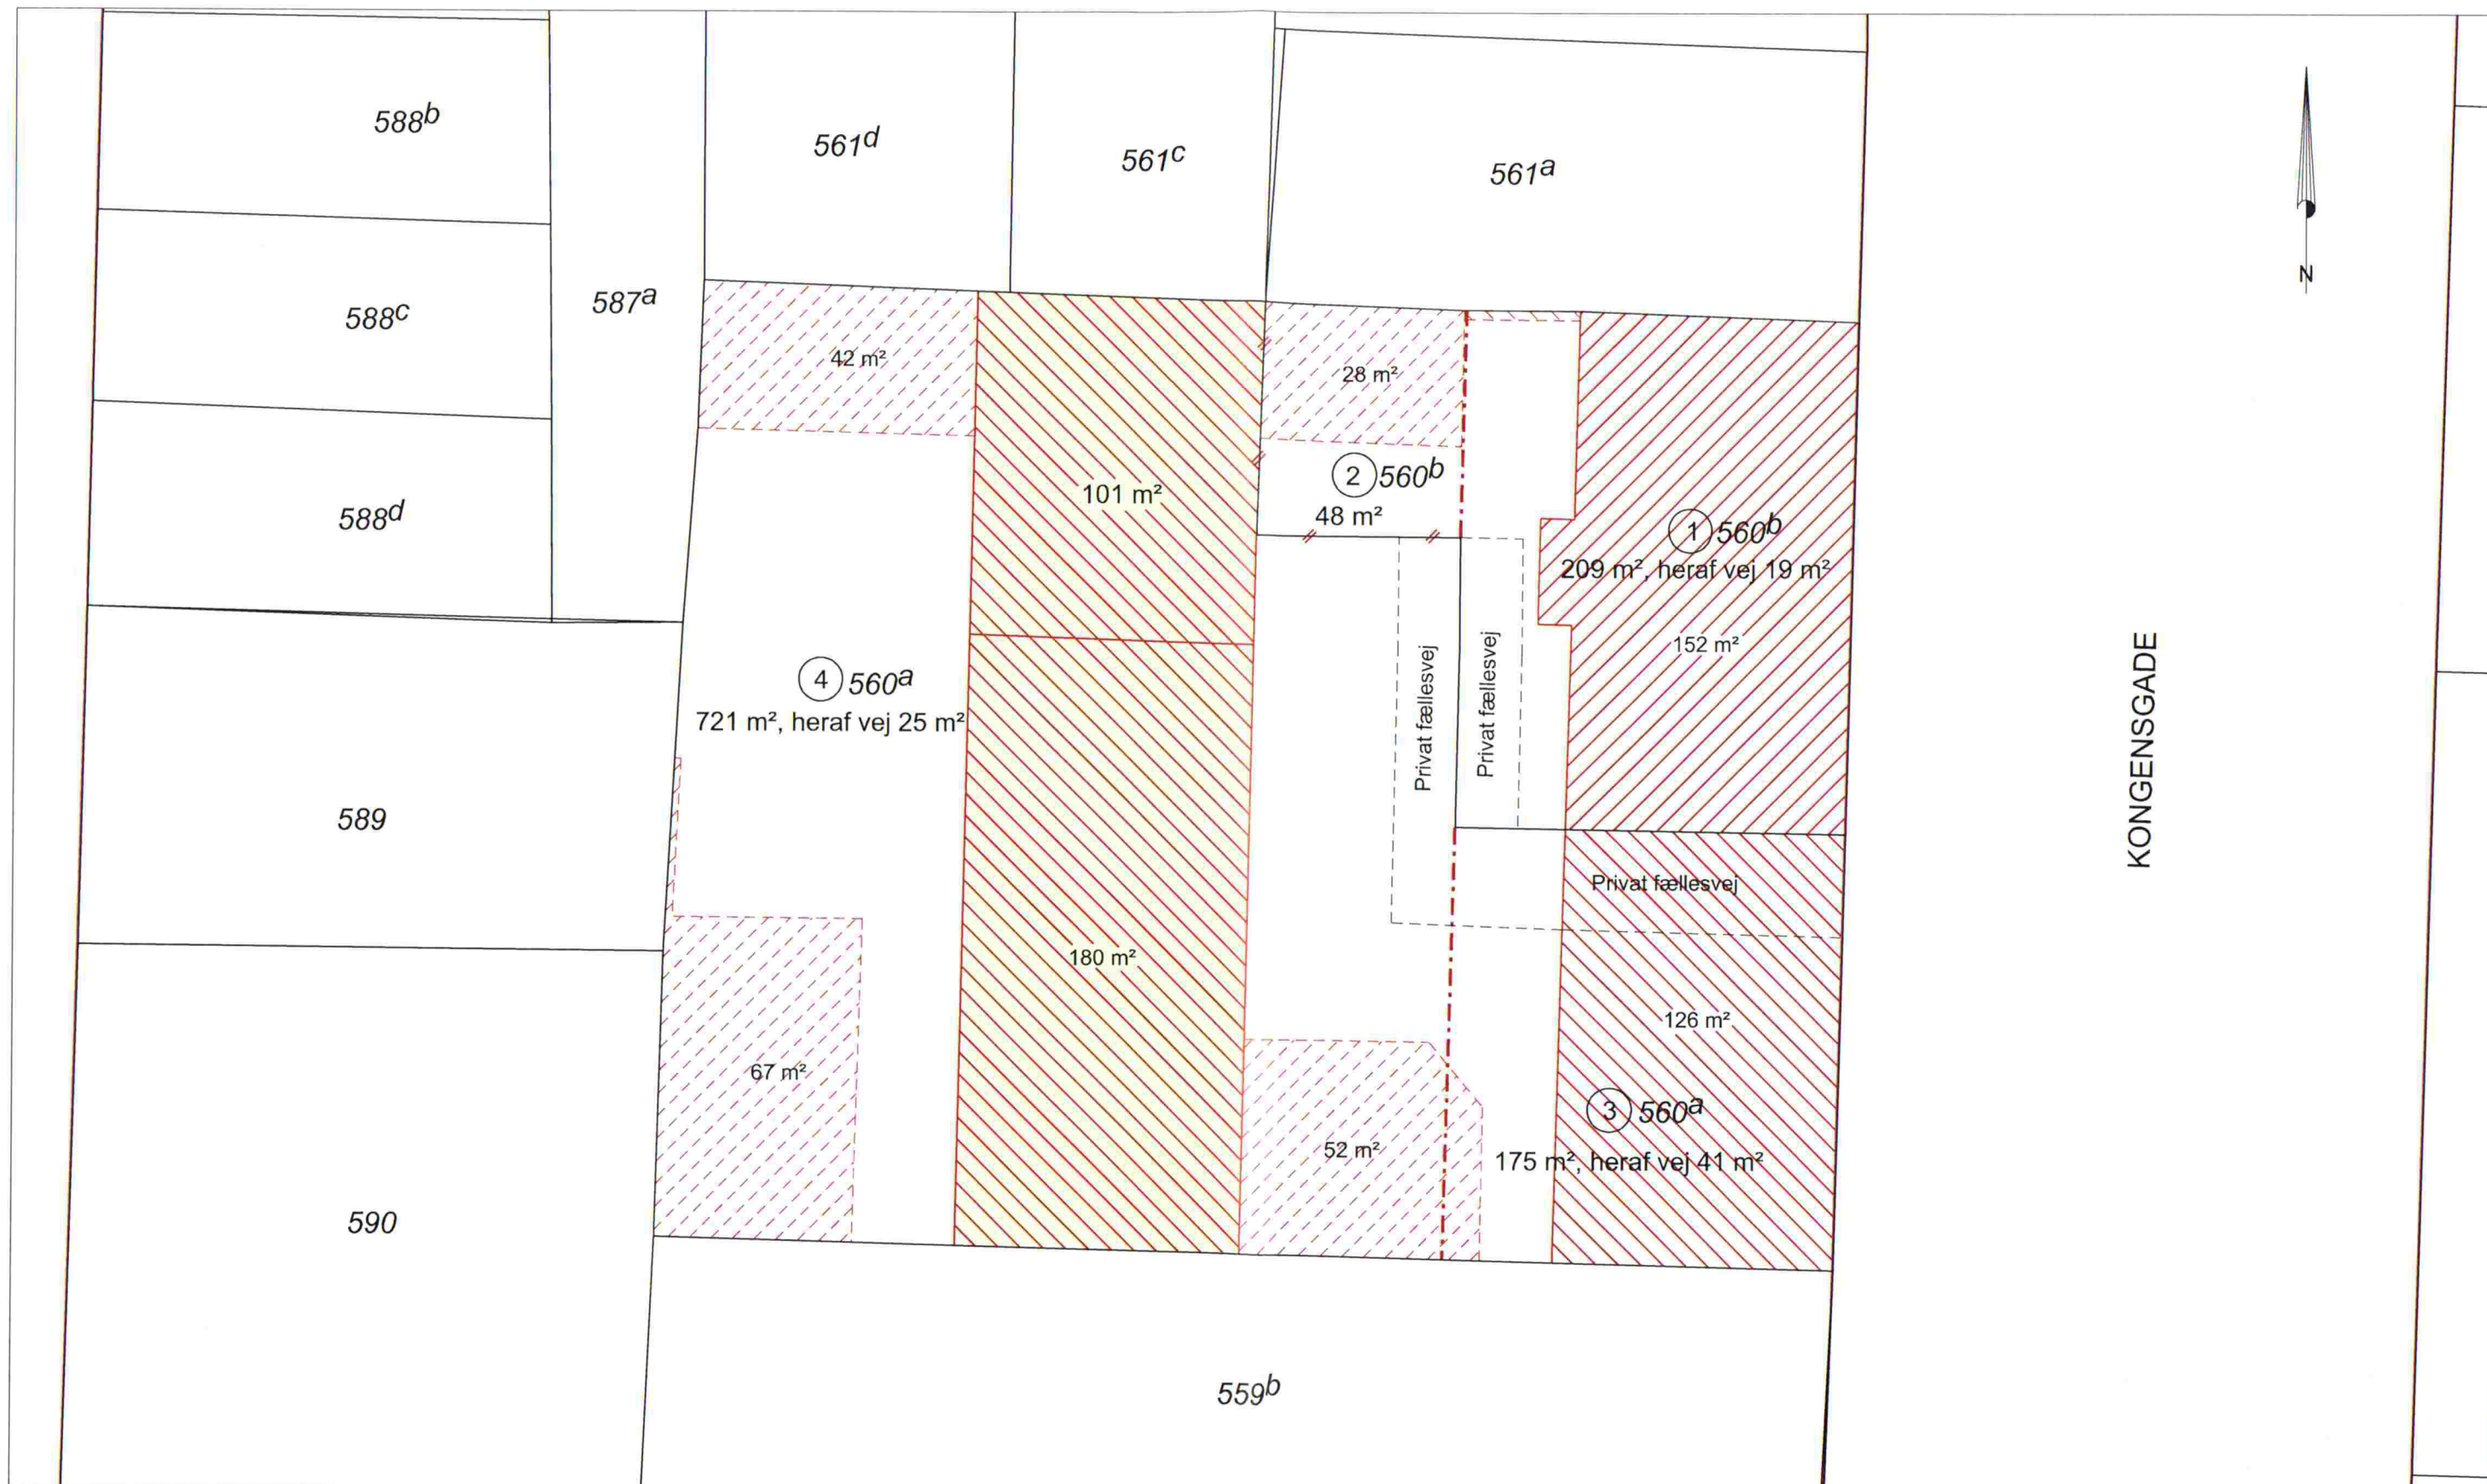 588b
561d
561c
561a
N
587a
588c
42 m²
28 m²
2 560b
48 m²
101 m²
588d
1 560b
209 m², heraf vej 19 m²
152 m²
4 560a
721 m², heraf vej 25 m²
Privat fællesvej
Privat fællesvej
KONGENSGADE
589
Privat fællesvej
180 m²
126 m²
67 m²
52 m²
3 560a
175 m², heraf vej 41 m²
590
559b